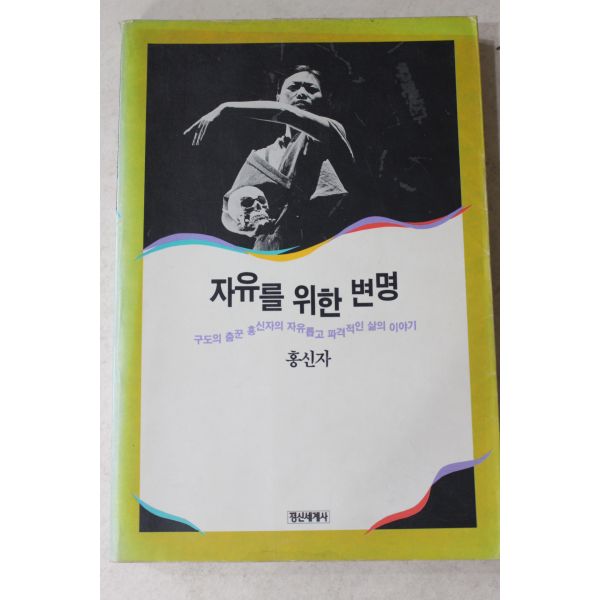 자유를 위한 변명
구도의 춤꾼 홍신자의 자유롭고 파격적인 삶의 이야기
홍신자
정신세계사